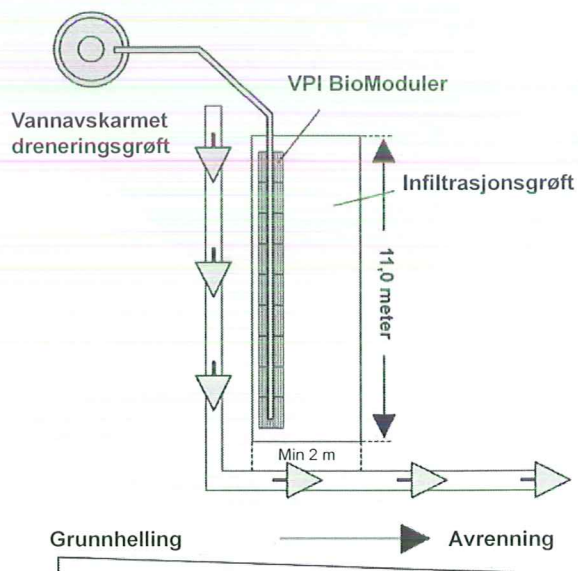 VPI BioModuler
Vannavskarmet
dreneringsgrøft
Infiltrasjonsgrøft
11,0 meter
Min 2 m
Grunnhelling
Avrenning